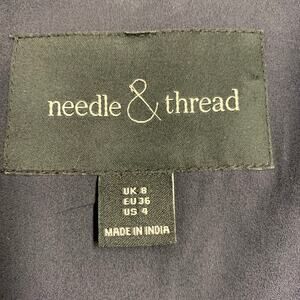 needle & thread
UK 8
EU 36
US 4
MADE IN INDIA